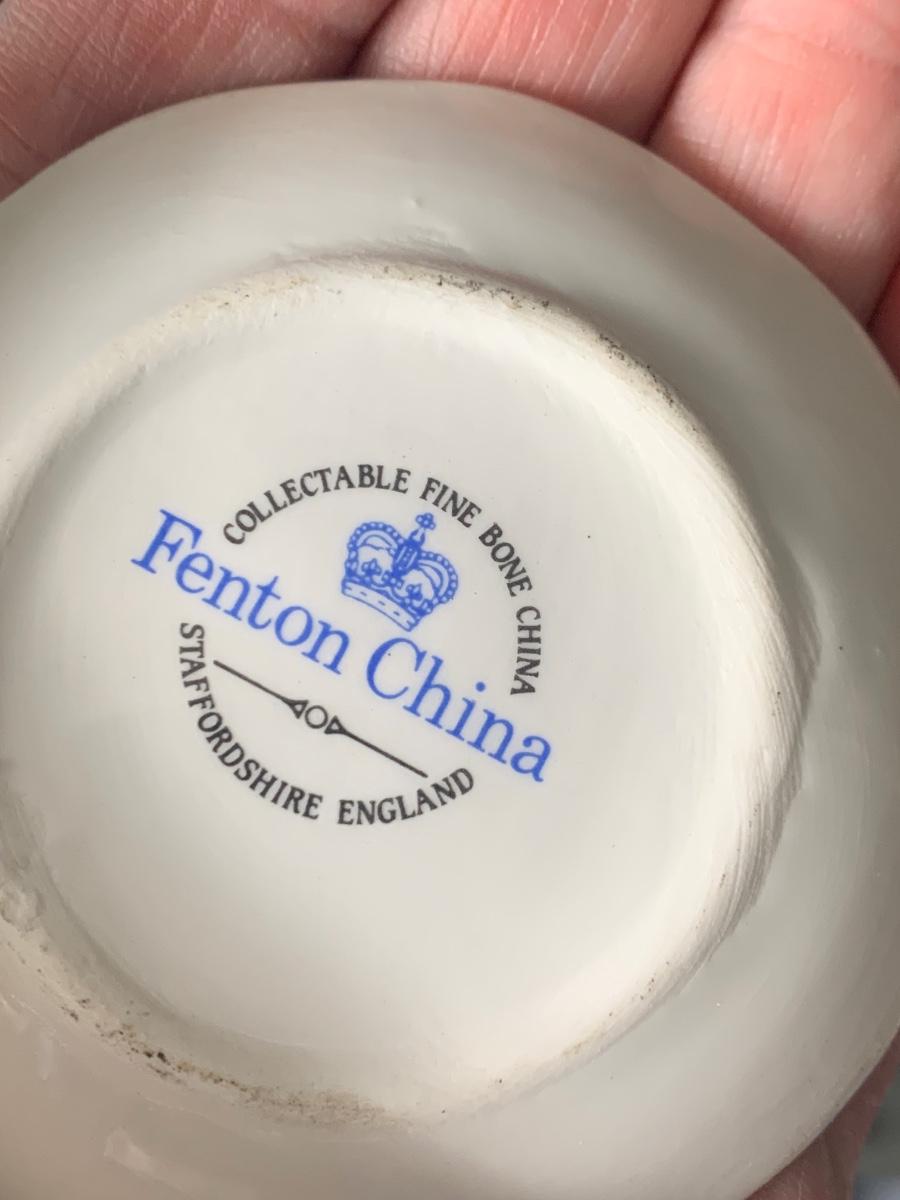 COLLECTABLE FINE BONE CHINA
Fenton China
STAFFORDSHIRE ENGLAND